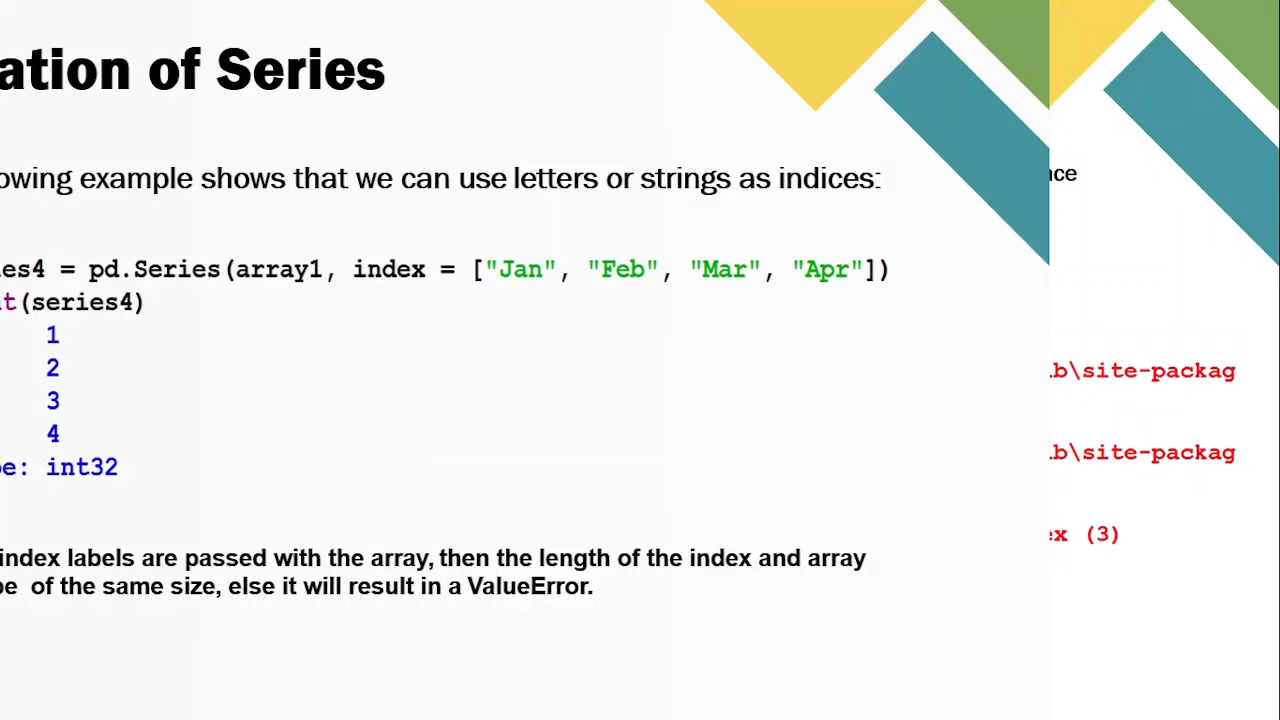 ation of Series
owing example shows that we can use letters or strings as indices:
es4 = pd.Series(array1, index = ["Jan", "Feb", "Mar", "Apr"])
t(series4)
1
2
3
4
e: int32
index labels are passed with the array, then the length of the index and array
be of the same size, else it will result in a ValueError.
nce
b\site-packag
b\site-packag
ex (3)